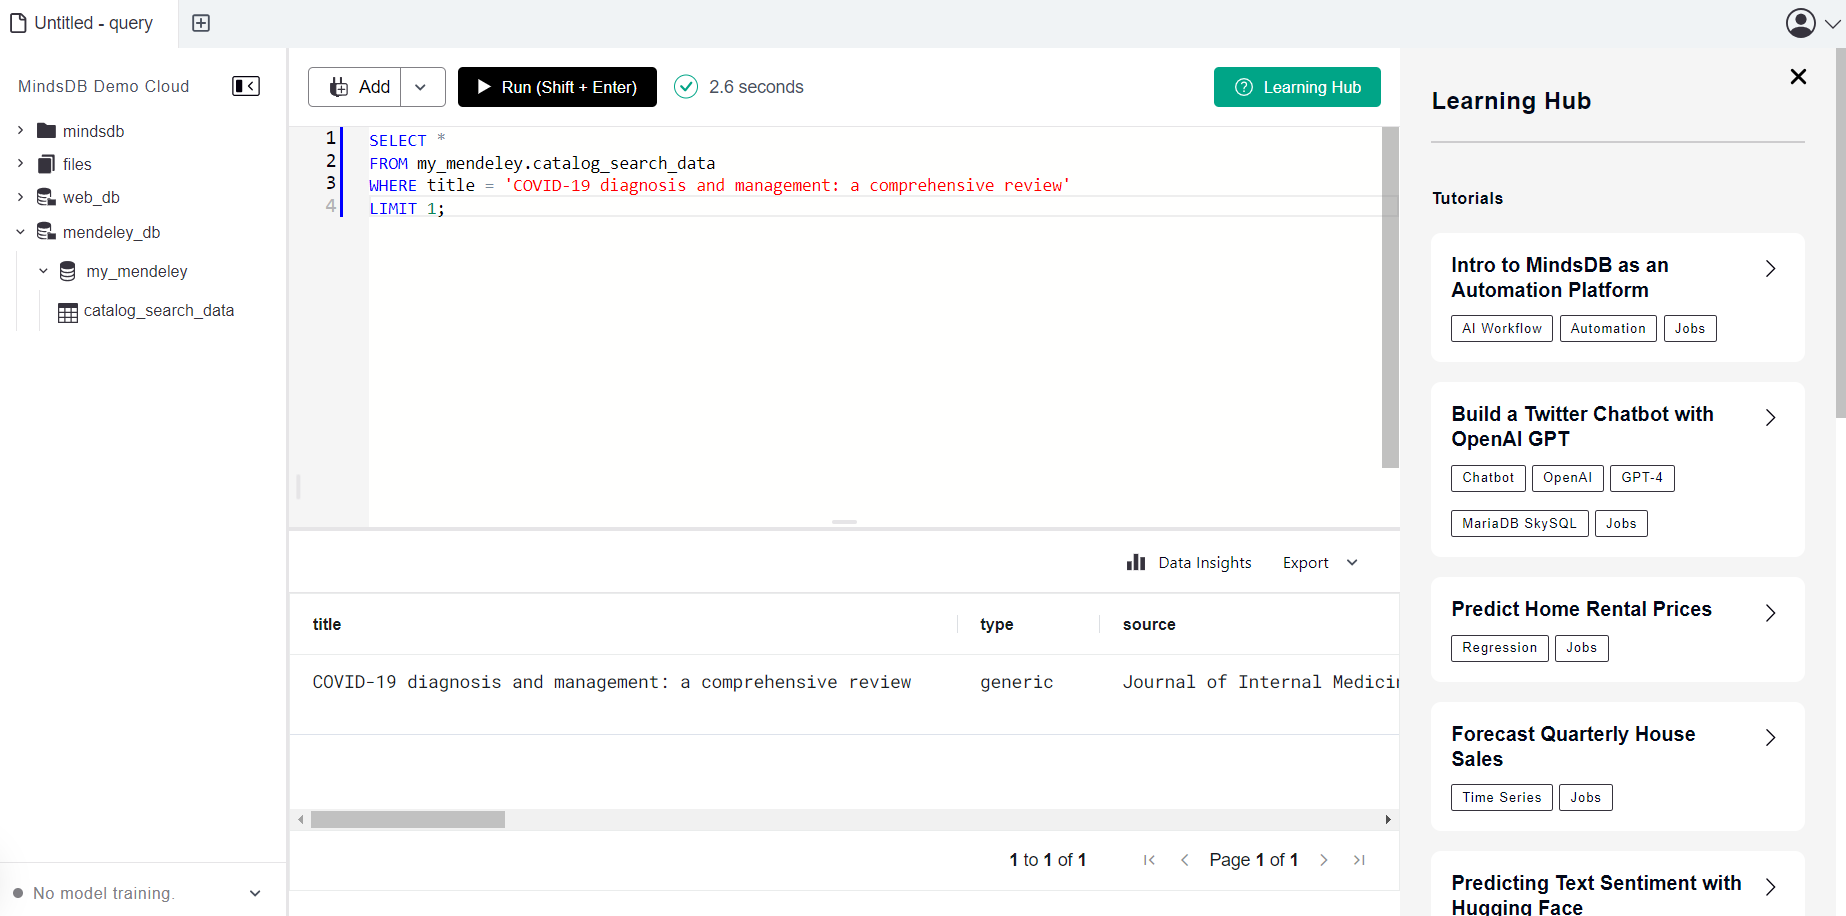 Untitled - query
MindsDB Demo Cloud
mindsdb
files
web_db
mendeley_db
my_mendeley
catalog_search_data
No model training.
Add
Run (Shift + Enter)
2.6 seconds
Learning Hub
1 SELECT *
2 FROM my_mendeley.catalog_search_data
3 WHERE title = 'COVID-19 diagnosis and management: a comprehensive review'
4 LIMIT 1;
Data Insights Export
title type source
COVID-19 diagnosis and management: a comprehensive review generic Journal of Internal
1 to 1 of 1 Page 1 of 1
Learning Hub
Tutorials
Intro to MindsDB as an
Automation Platform
AI Workflow Automation Jobs
Build a Twitter Chatbot with
OpenAI GPT
Chatbot OpenAI GPT-4
MariaDB SkySQL Jobs
Predict Home Rental Prices
Regression Jobs
Forecast Quarterly House
Sales
Time Series Jobs
Predicting Text Sentiment with
Hugging Face